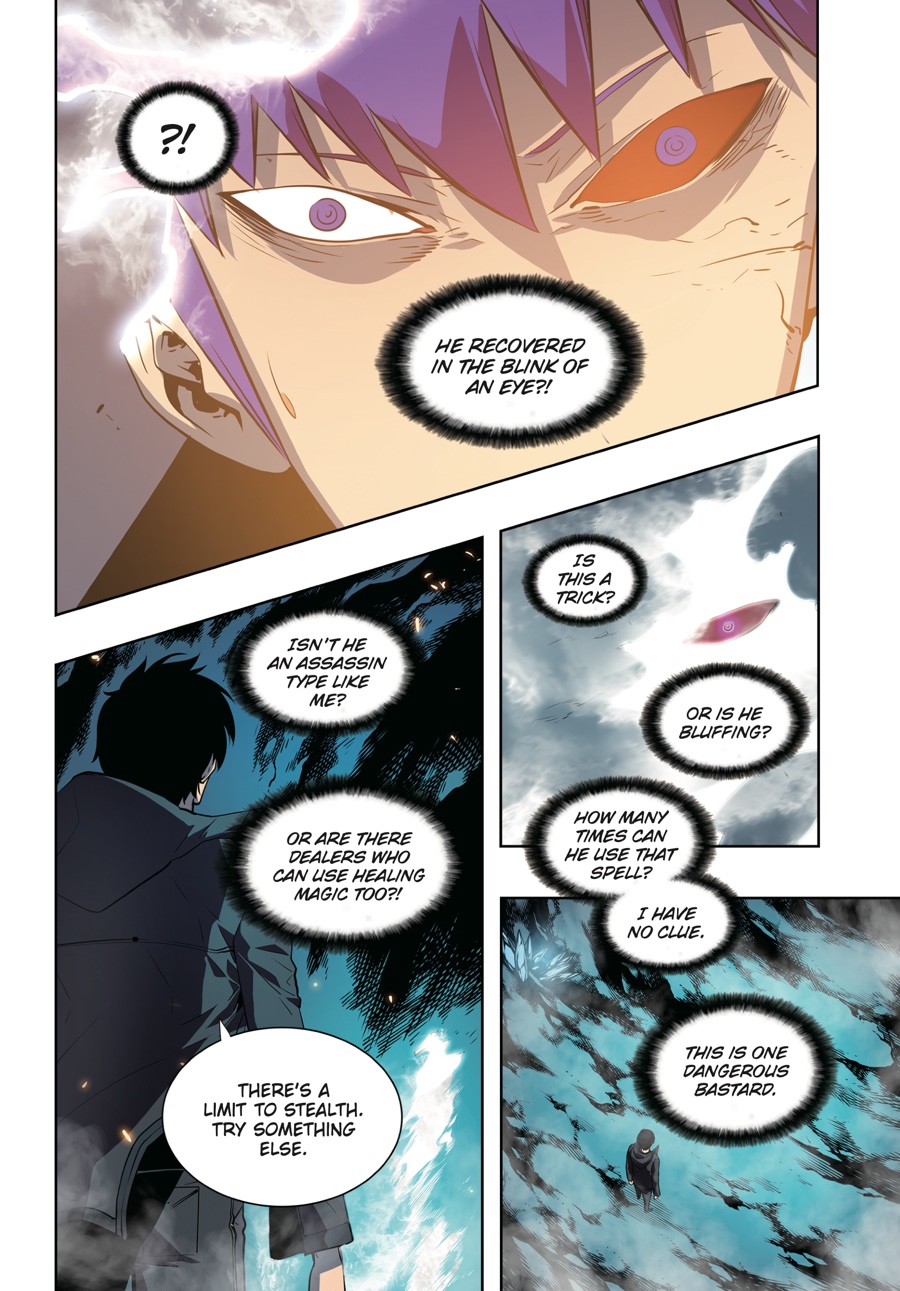 ?!
HE RECOVERED
IN THE BLINK OF
AN EYE?!
ISN'T HE
AN ASSASSIN
TYPE LIKE
ME?
OR ARE THERE
DEALERS WHO
CAN USE HEALING
MAGIC TOO?!
THERE'S A
LIMIT TO STEALTH.
TRY SOMETHING
ELSE.
IS
THIS A
TRICK?
OR IS HE
BLUFFING?
HOW MANY
TIMES CAN
HE USE THAT
SPELL?
I HAVE
NO CLUE.
THIS IS ONE
DANGEROUS
BASTARD.